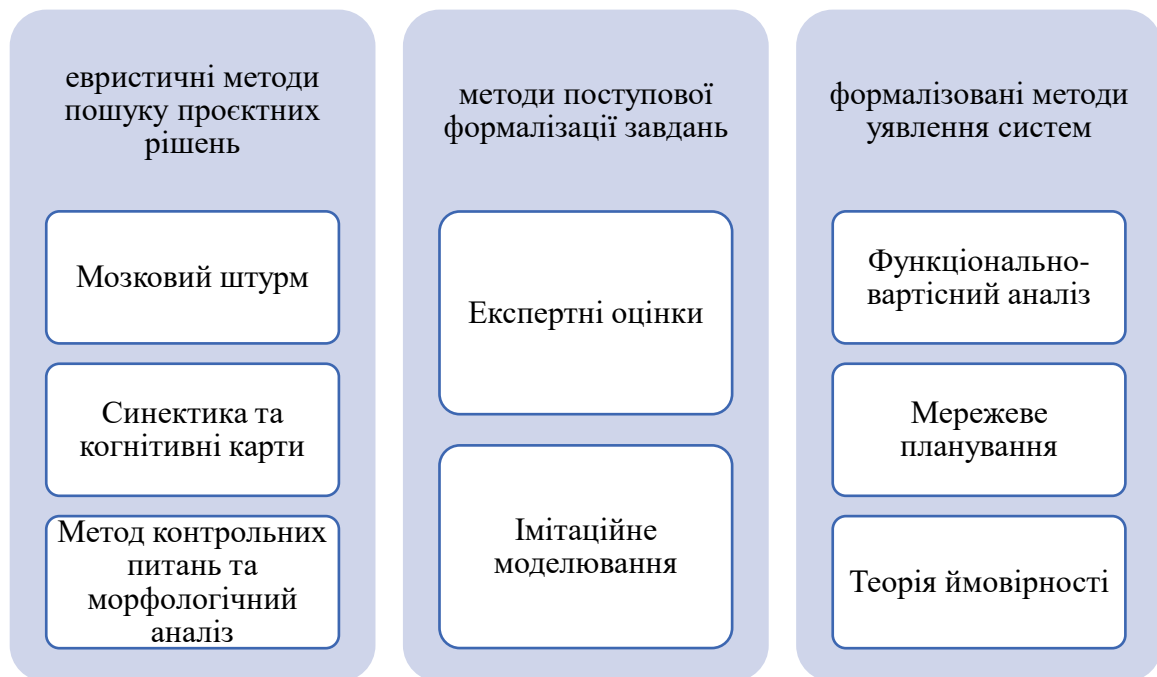 евристичні методи
пошуку проєктних
рішень
Мозковий штурм
Синектика та
когнітивні карти
Метод контрольних
питань та
морфологічний
аналіз
методи поступової
формалізації завдань
Експертні оцінки
Імітаційне
моделювання
формалізовані методи
уявлення систем
Функціонально-
вартісний аналіз
Мережеве
планування
Теорія ймовірності